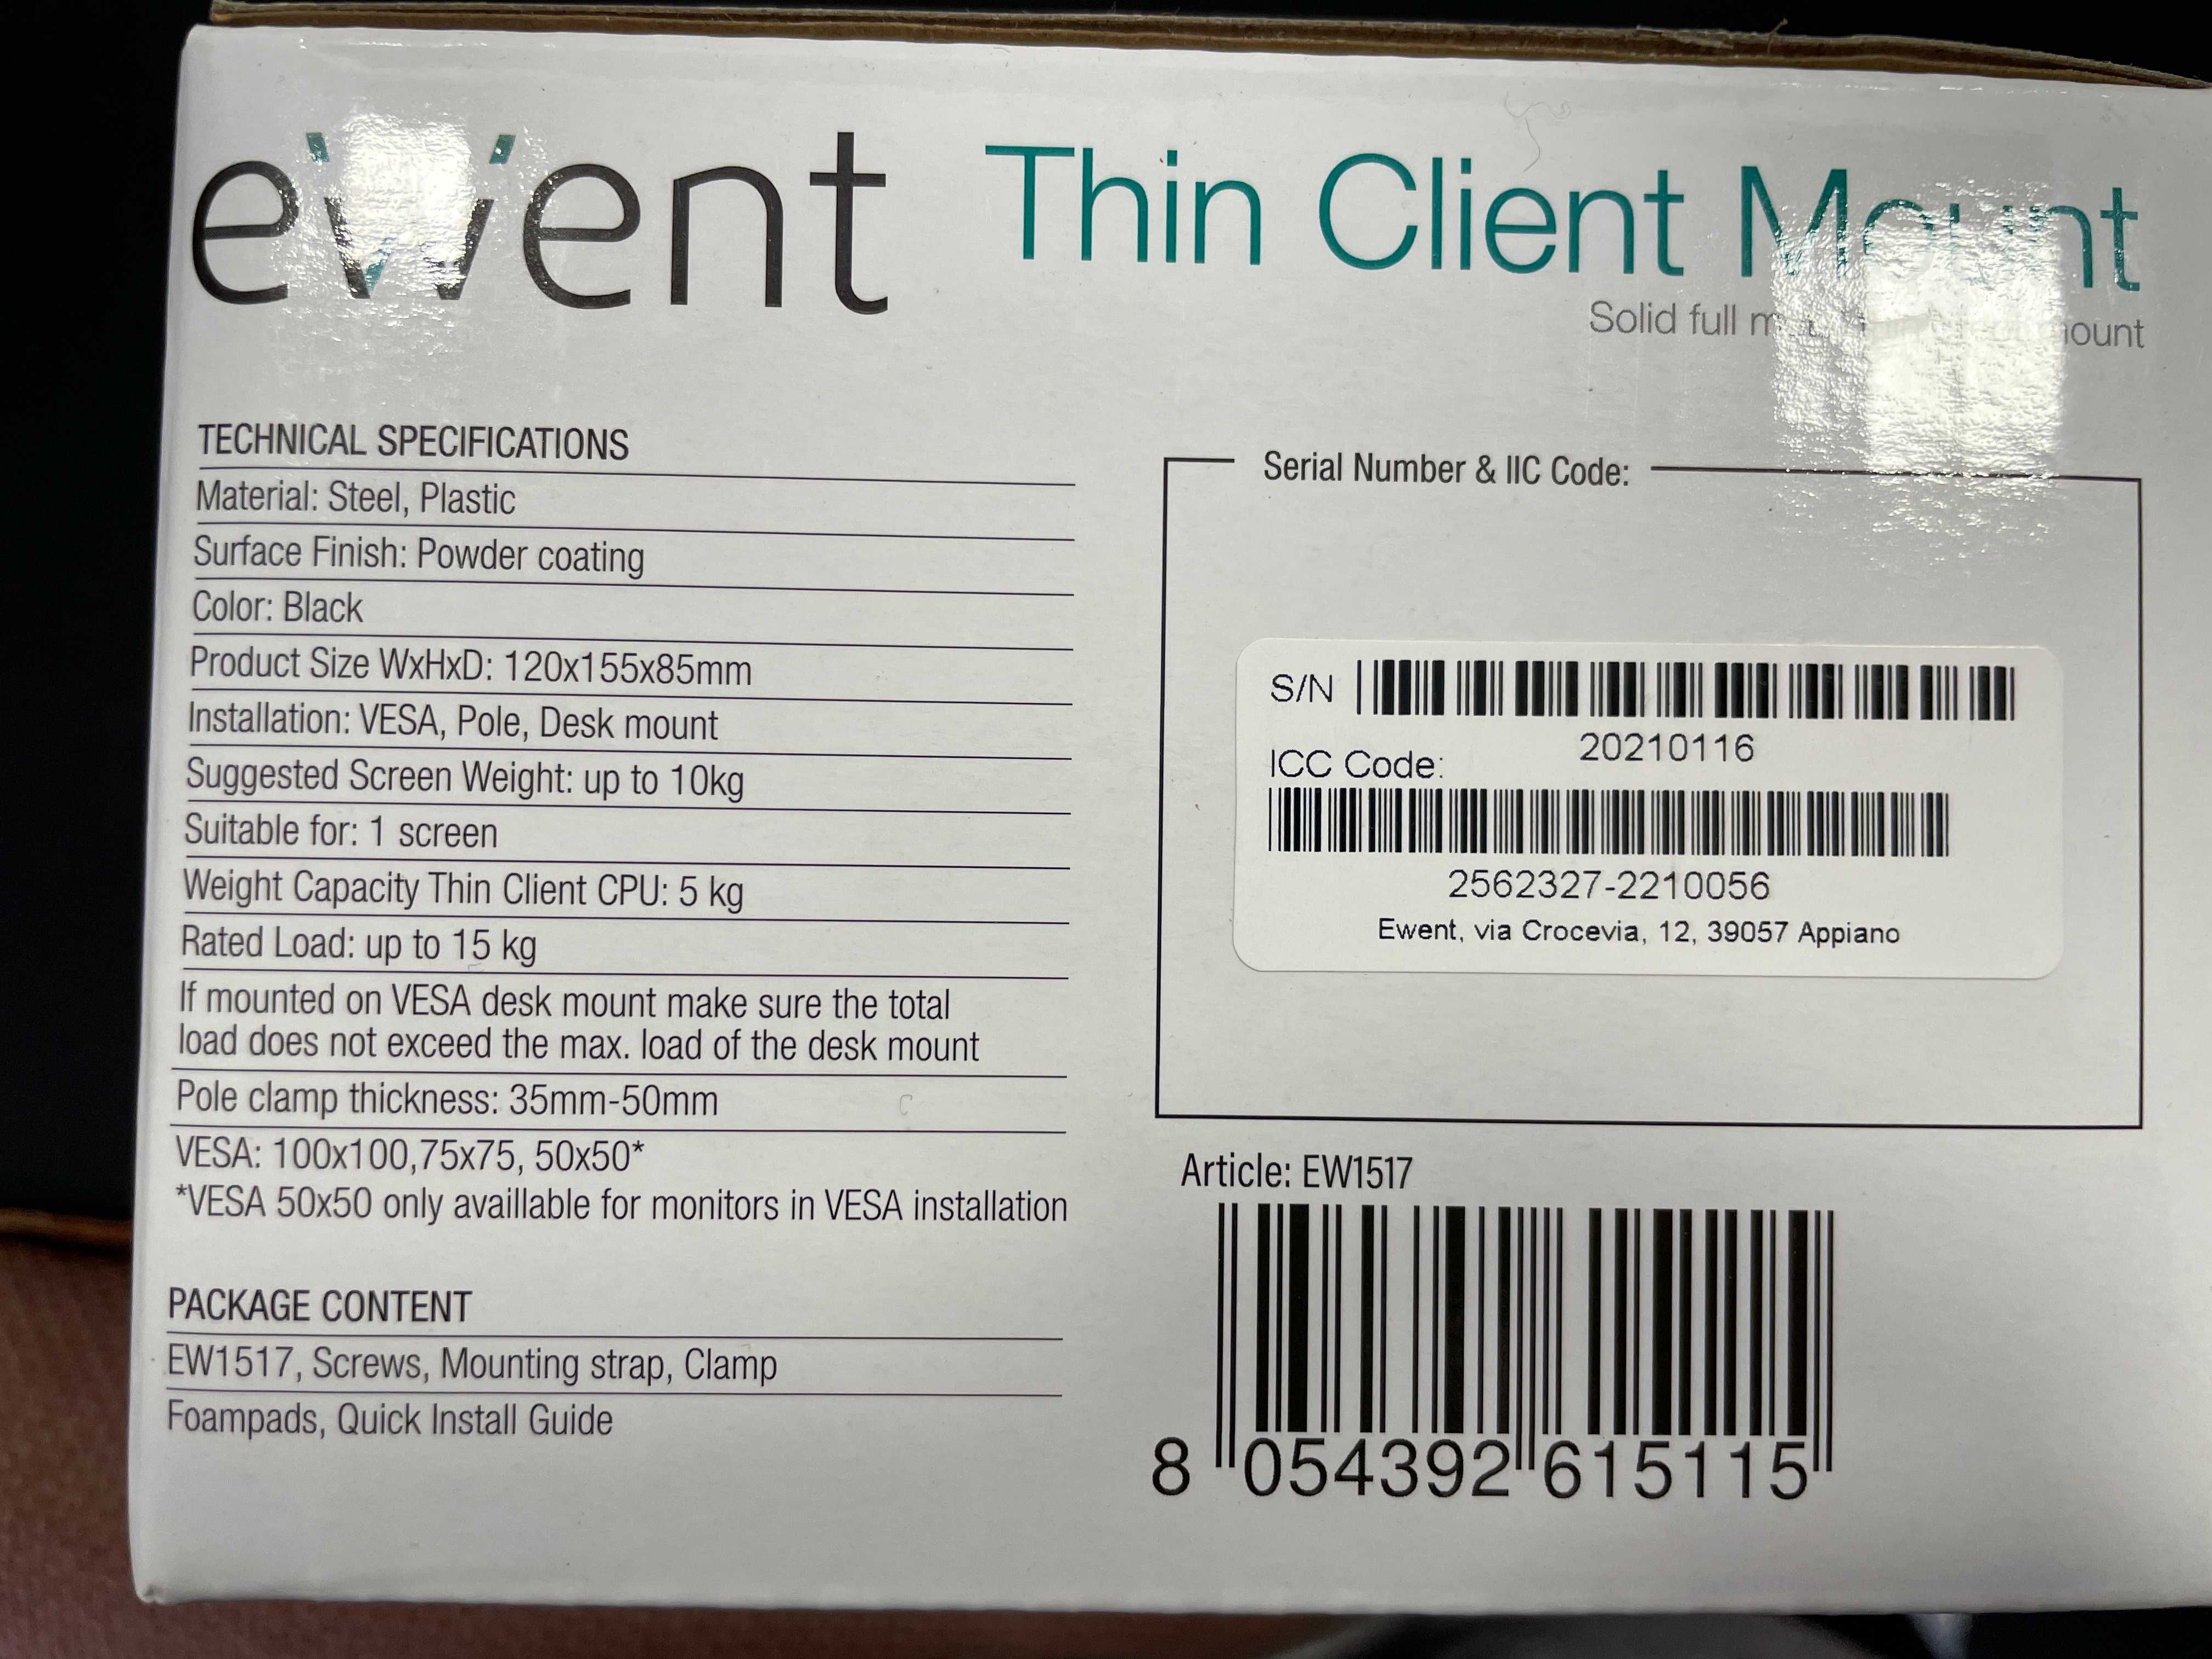 ewent Thin Client Mount
Solid full mount
TECHNICAL SPECIFICATIONS
Material: Steel, Plastic
Surface Finish: Powder coating
Color: Black
Product Size WxHxD: 120x155x85mm
Installation: VESA, Pole, Desk mount
Suggested Screen Weight: up to 10kg
Suitable for: 1 screen
Weight Capacity Thin Client CPU: 5 kg
Rated Load: up to 15 kg
If mounted on VESA desk mount make sure the total
load does not exceed the max. load of the desk mount
Pole clamp thickness: 35mm-50mm
VESA: 100x100,75x75, 50x50*
*VESA 50x50 only availlable for monitors in VESA installation
PACKAGE CONTENT
EW1517, Screws, Mounting strap, Clamp
Foampads, Quick Install Guide
Serial Number & IIC Code:
S/N
20210116
ICC Code:
2562327-2210056
Ewent, via Crocevia, 12, 39057 Appiano
Article: EW1517
8 054392 615115